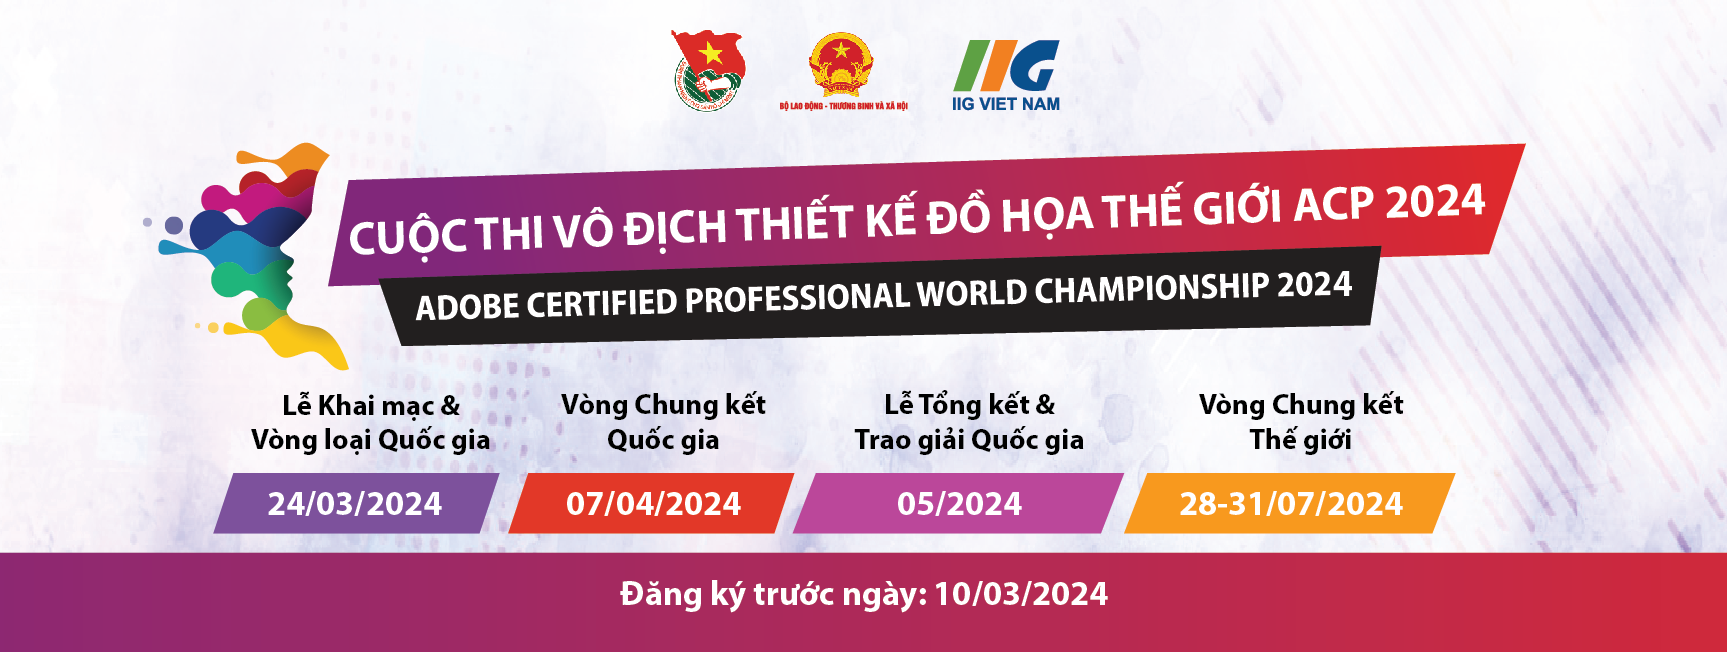 BỘ LAO ĐỘNG - THƯƠNG BINH VÀ XÃ HỘI
IIG
IIG VIET NAM
CUỘC THI VÔ ĐỊCH THIẾT KẾ ĐỒ HỌA THẾ GIỚI ACP 2024
ADOBE CERTIFIED PROFESSIONAL WORLD CHAMPIONSHIP 2024
Lễ Khai mạc &
Vòng loại Quốc gia
24/03/2024
Vòng Chung kết
Quốc gia
07/04/2024
Lễ Tổng kết &
Trao giải Quốc gia
05/2024
Vòng Chung kết
Thế giới
28-31/07/2024
Đăng ký trước ngày: 10/03/2024